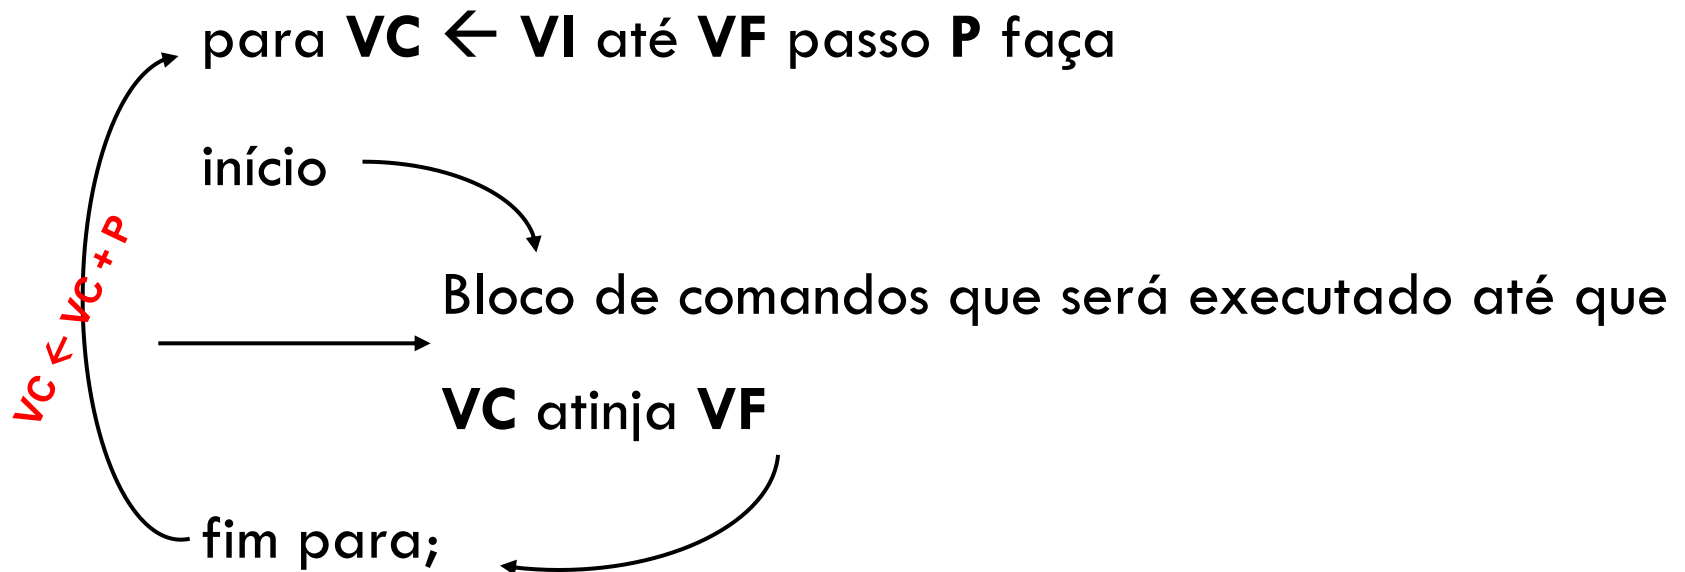 para VC ← VI até VF passo P faça
início
VC ← VC + P
Bloco de comandos que será executado até que
VC atinja VF
fim para;